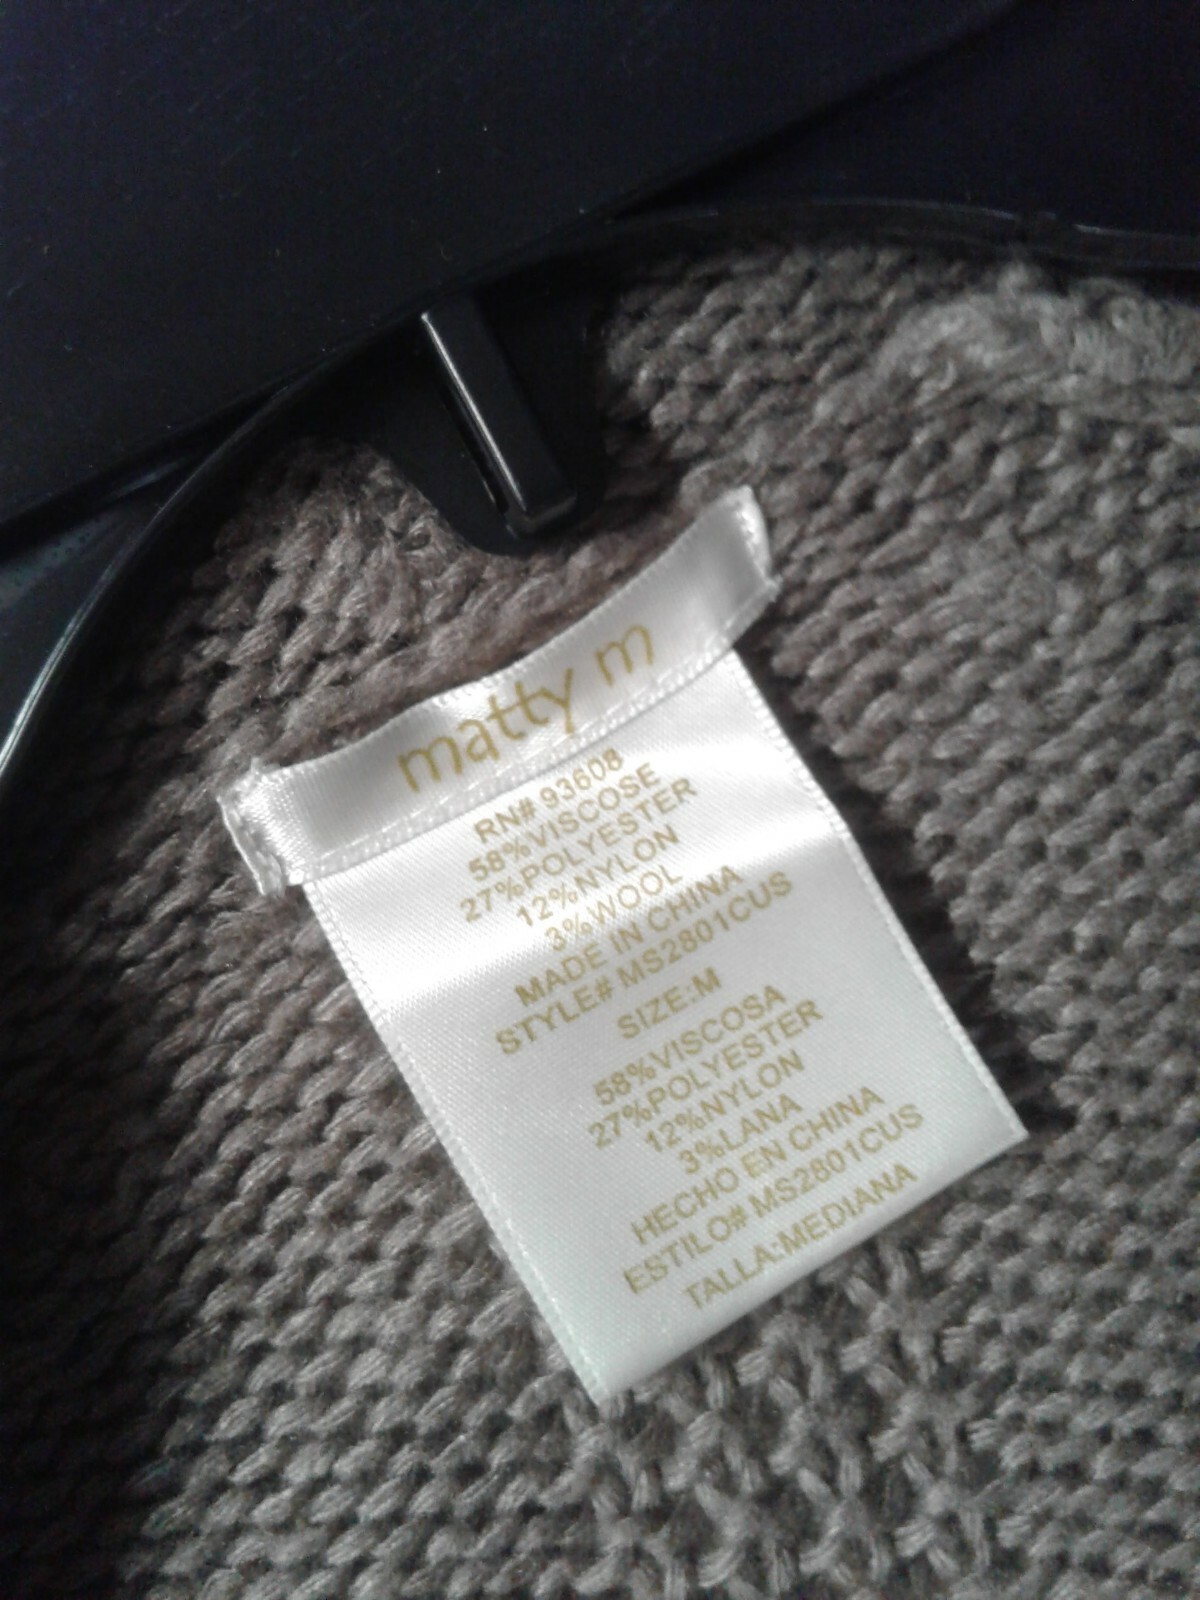 matty m
RN# 93608
58%VISCOSE
27%POLYESTER
12%NYLON
3%WOOL
MADE IN CHINA
STYLE# MS2801CUS
SIZE:M
58%VISCOSA
27%POLYESTER
12%NYLON
3%LANA
HECHO EN CHINA
ESTILO# MS2801CUS
TALLA:MEDIANA